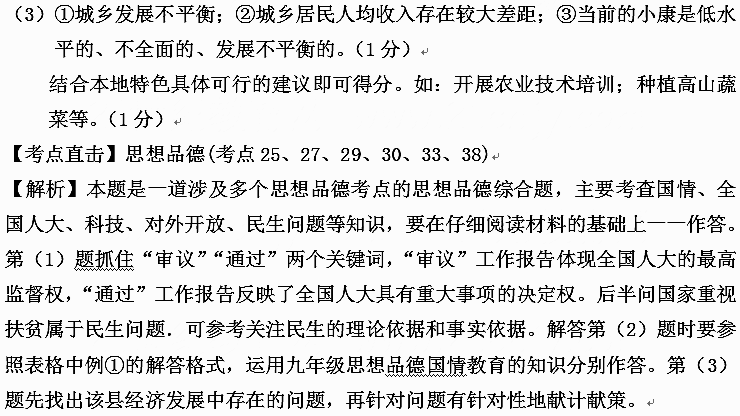 （3）①城乡发展不平衡；②城乡居民人均收入存在较大差距；③当前的小康是低水
平的、不全面的、发展不平衡的。（1 分）
结合本地特色具体可行的建议即可得分。如：开展农业技术培训；种植高山蔬
菜等。（1 分）
【考点直击】思想品德(考点 25、27、29、30、33、38)
【解析】本题是一道涉及多个思想品德考点的思想品德综合题，主要考查国情、全
国人大、科技、对外开放、民生问题等知识，要在仔细阅读材料的基础上一一作答。
第（1）题抓住“审议”“通过”两个关键词，“审议”工作报告体现全国人大的最高
监督权，“通过”工作报告反映了全国人大具有重大事项的决定权。后半问国家重视
扶贫属于民生问题．可参考关注民生的理论依据和事实依据。解答第（2）题时要参
照表格中例①的解答格式，运用九年级思想品德国情教育的知识分别作答。第（3）
题先找出该县经济发展中存在的问题，再针对问题有针对性地献计献策。